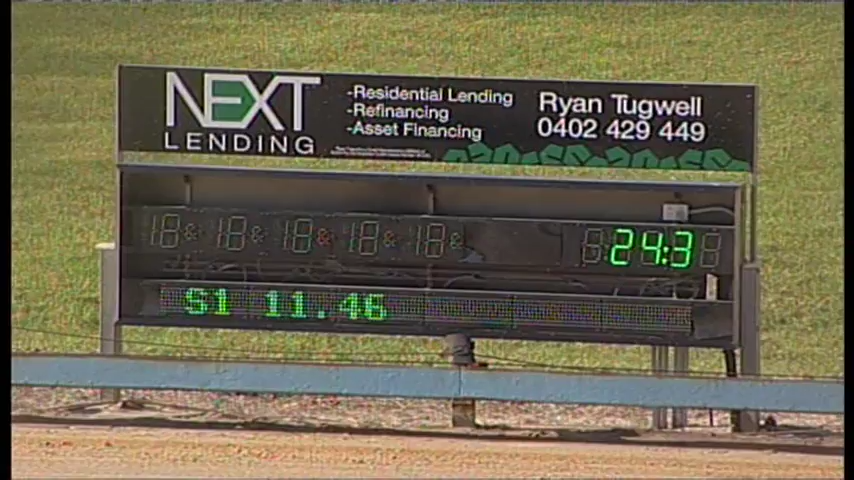 NEXT
LENDING
-Residential Lending
-Refinancing
-Asset Financing
Ryan Tugwell
0402 429 449
24:3
S1 11.46